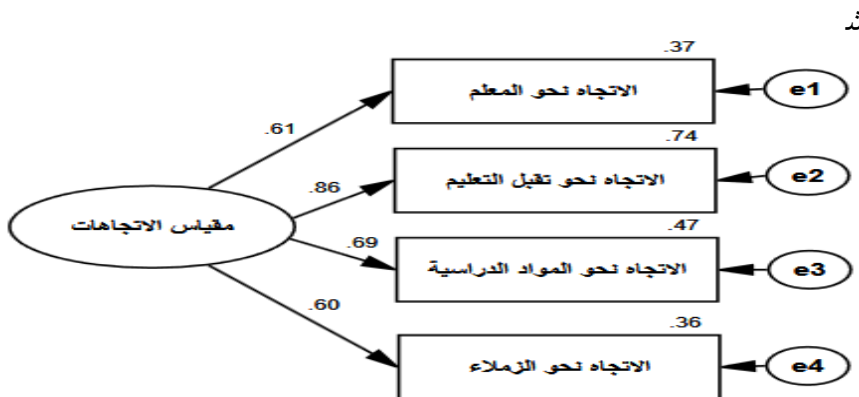 .37
الاتجاه نحو المعلم
e1
.61
.74
الاتجاه نحو تقبل التعليم
e2
.86
مقياس الاتجاهات
.47
الاتجاه نحو المواد الدراسية
e3
.69
.60
.36
الاتجاه نحو الزملاء
e4